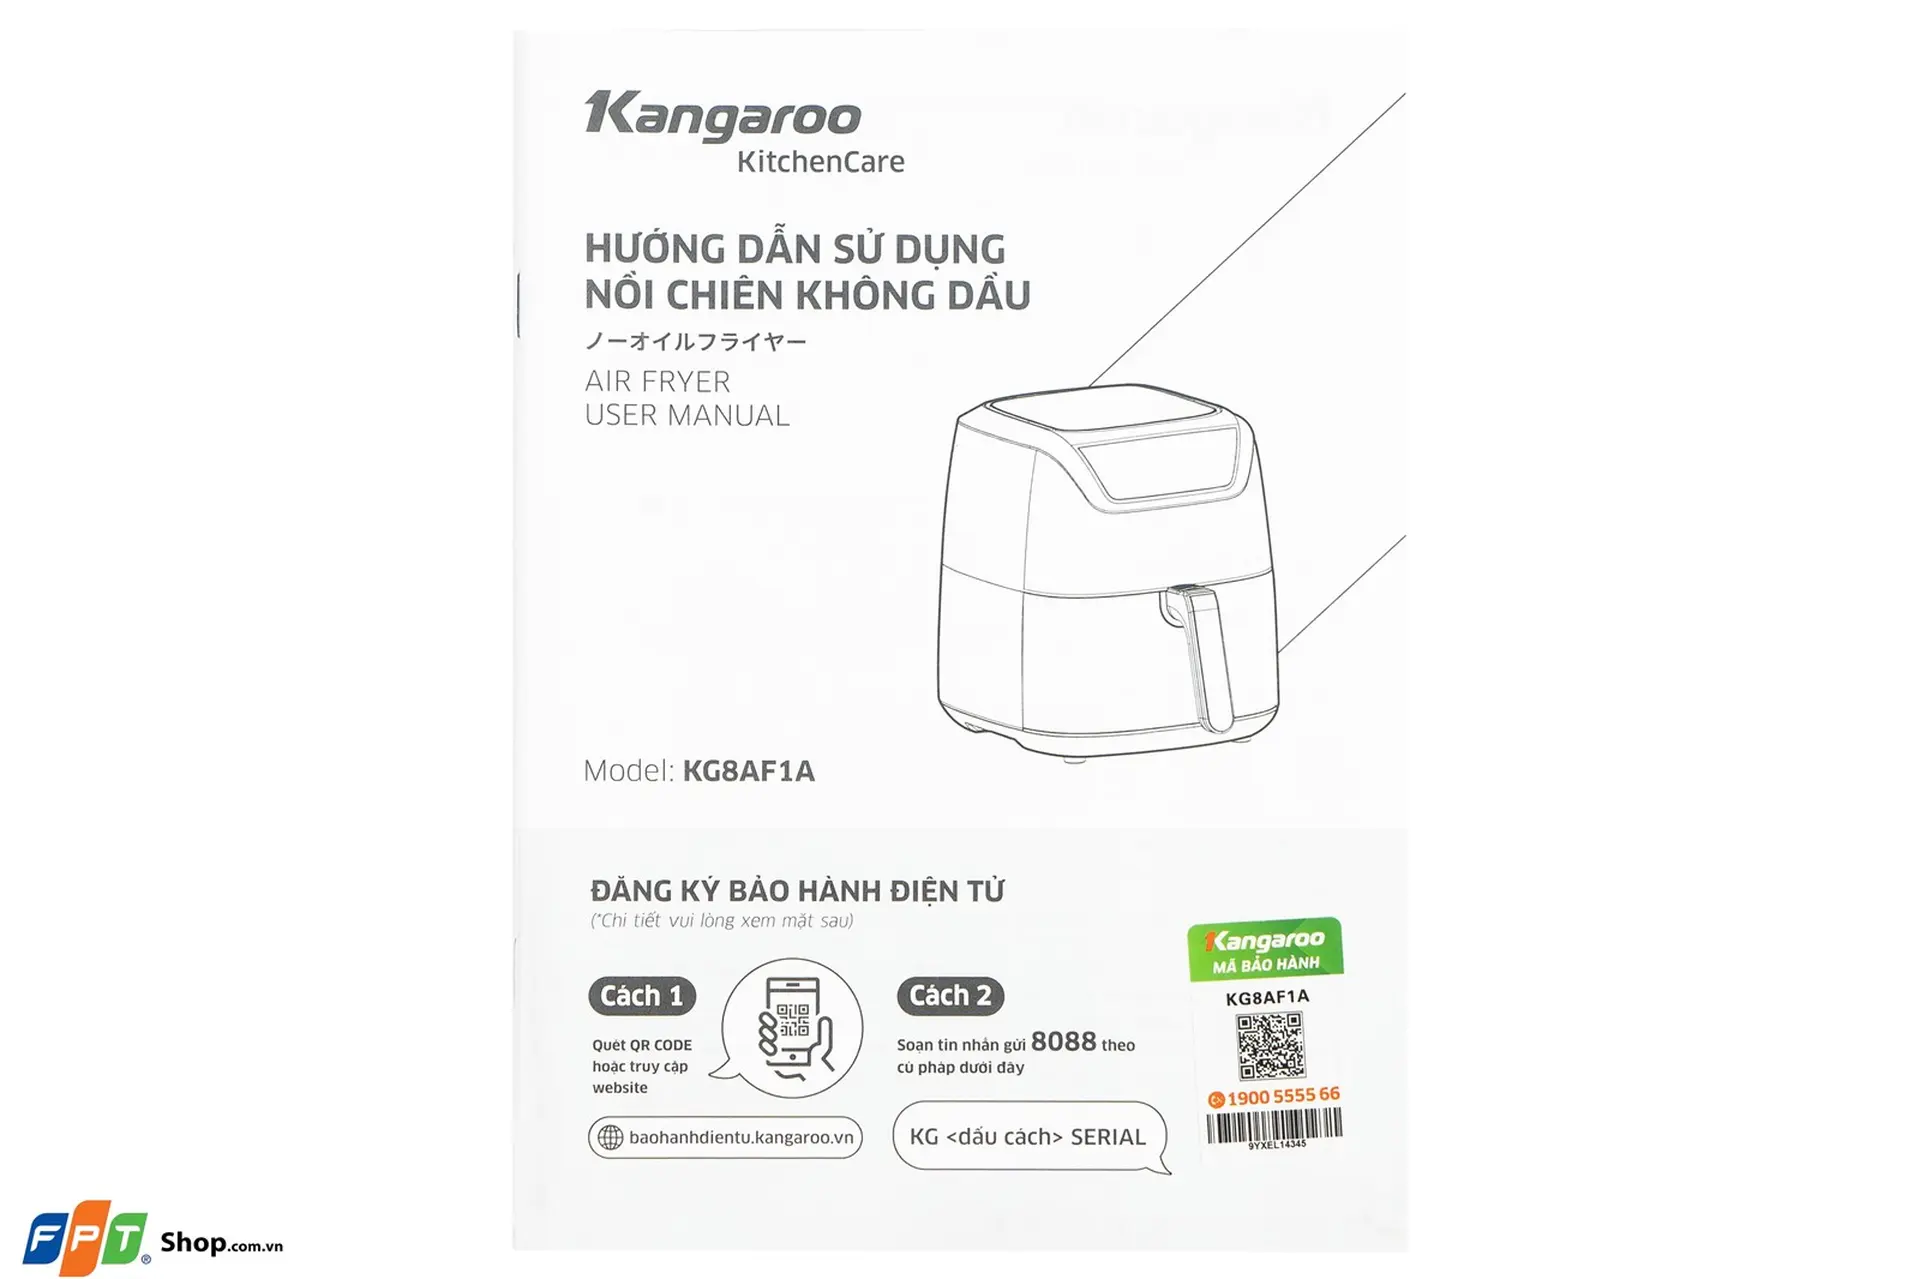 Kangaroo
KitchenCare
HƯỚNG DẪN SỬ DỤNG
NỒI CHIÊN KHÔNG DẦU
ノーオイルフライヤー
AIR FRYER
USER MANUAL
Model: KG8AF1A
ĐĂNG KÝ BẢO HÀNH ĐIỆN TỬ
(*Chi tiết vui lòng xem mặt sau)
Cách 1
Quét QR CODE
hoặc truy cập
website
baohanhdientu.kangaroo.vn
Cách 2
Soạn tin nhắn gửi 8088 theo
cú pháp dưới đây
KG <dấu cách> SERIAL
Kangaroo
MÃ BẢO HÀNH
KG8AF1A
1900 5555 66
9YXEL14345
FPT® Shop.com.vn